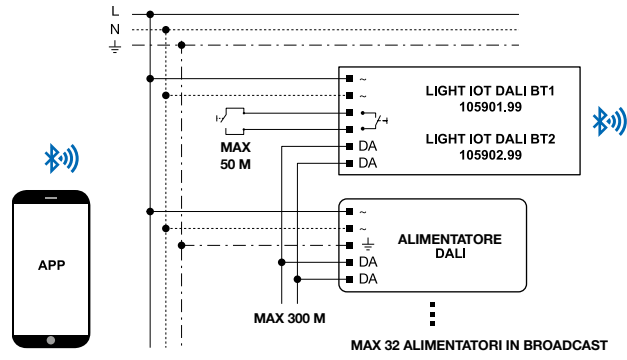 L
N
~
~
LIGHT IOT DALI BT1
105901.99
LIGHT IOT DALI BT2
105902.99
DA
DA
MAX
50 M
APP
~
~
DA
DA
ALIMENTATORE
DALI
MAX 300 M
MAX 32 ALIMENTATORI IN BROADCAST